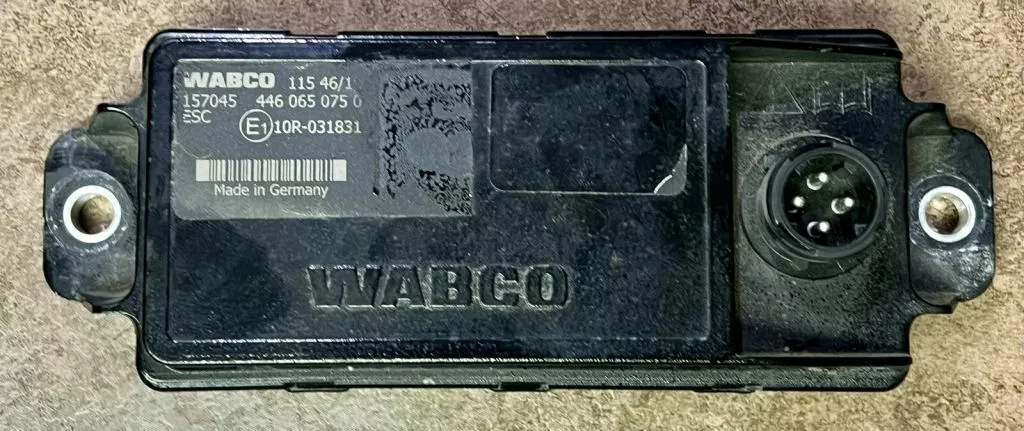 WABCO 115 46/1
157045 446 065 075 0
ESC
E1 10R-031831
Made in Germany
WABCO